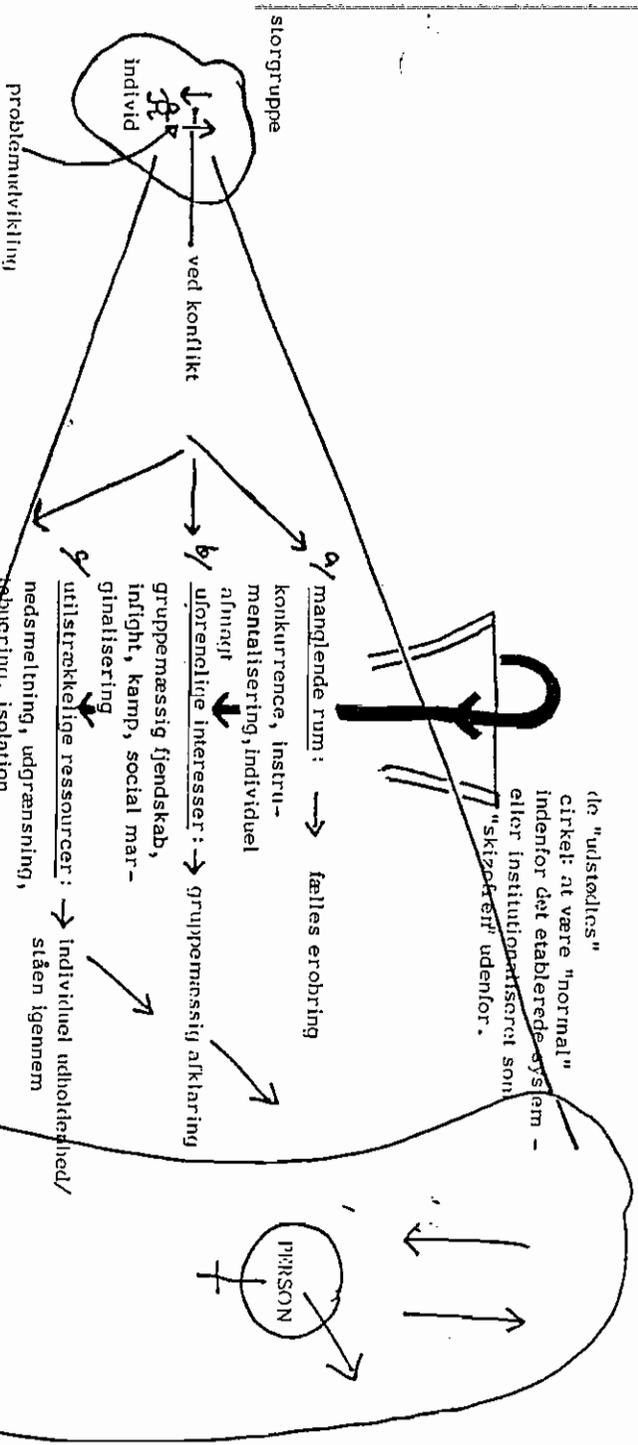 storgruppe
individ
problemudvikling
ved konflikt
de "udstødtes"
cirkel: at være "normal"
indenfor det etablerede system -
eller institutionaliseret som
"skizofren" udenfor.
a/ manglende rum: → fælles erobring
konkurrence, instru-
mentalisering, individuel
afmagt
b/ uforenelige interesser: → gruppemæssig afklaring
gruppemæssig fjendskab,
infight, kamp, social mar-
ginalisering
c/ utilstrækkelige ressourcer: → individuel udholdenhed/
ståen igennem
nedsmeltning, udgrænsning,
isolation
PERSON